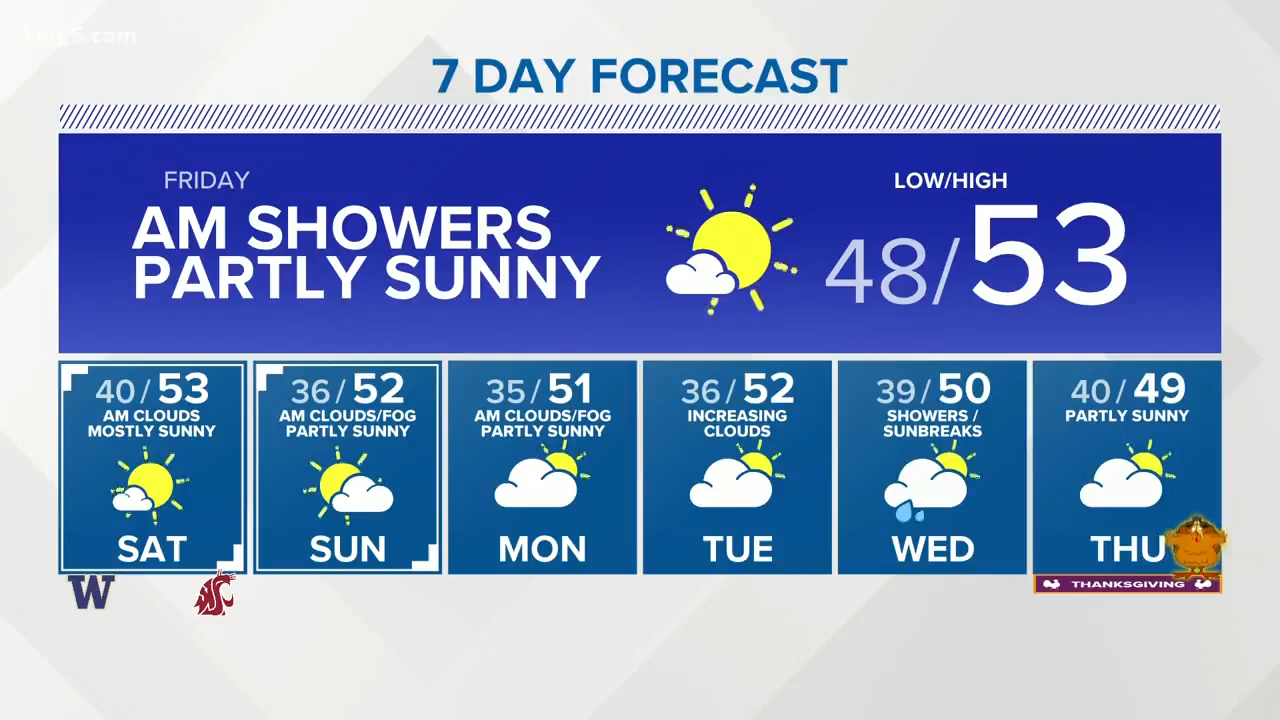 king5.com
7 DAY FORECAST
FRIDAY
AM SHOWERS
PARTLY SUNNY
LOW/HIGH
48/53
40/53
AM CLOUDS
MOSTLY SUNNY
SAT
W
36/52
AM CLOUDS/FOG
PARTLY SUNNY
SUN
35/51
AM CLOUDS/FOG
PARTLY SUNNY
MON
36/52
INCREASING
CLOUDS
TUE
39/50
SHOWERS /
SUNBREAKS
WED
40/49
PARTLY SUNNY
THU
THANKSGIVING